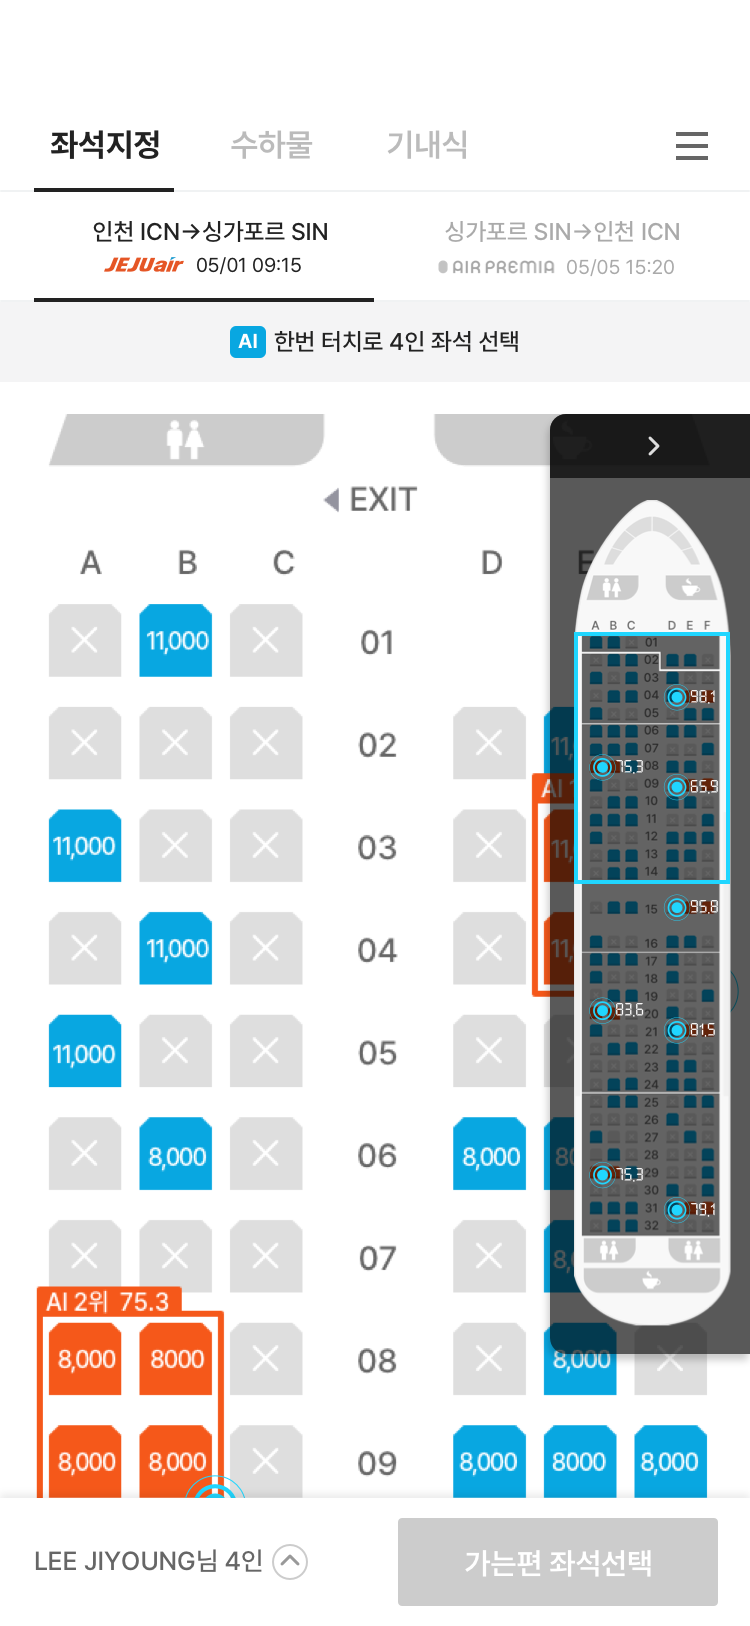 좌석지정 수하물 기내식
인천 ICN→싱가포르 SIN 싱가포르 SIN→인천 ICN
JEJUair 05/01 09:15 AIR PREMIA 05/05 15:20
AI 한번 터치로 4인 좌석 선택
EXIT
A B C D E
11,000 01
02 11,
AI
11,000 03 11,
11,000 04 11,
11,000 05
8,000 06 8,000 80
07 8,
AI 2위 75.3
8,000 8000 08 8,000
8,000 8,000 09 8,000 8000 8,000
A B C D E F
01
02
03
04 98.1
05
06
07
75.3 08
09 65.9
10
11
12
13
14
15 95.8
16
17
18
19
83.6 20
21 81.5
22
23
24
25
26
27
28
75.3 29
30
31 79.1
32
LEE JIYOUNG님 4인 가는편 좌석선택